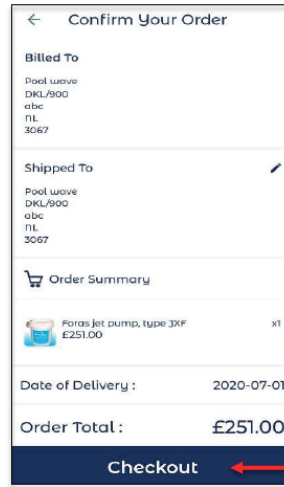 ← Confirm Your Order
Billed To
Pool wave
DKL/900
abc
NL
3067
Shipped To
Pool wave
DKL/900
abc
NL
3067
Order Summary
Foras jet pump, type JXF x1
£251.00
Date of Delivery : 2020-07-01
Order Total : £251.00
Checkout